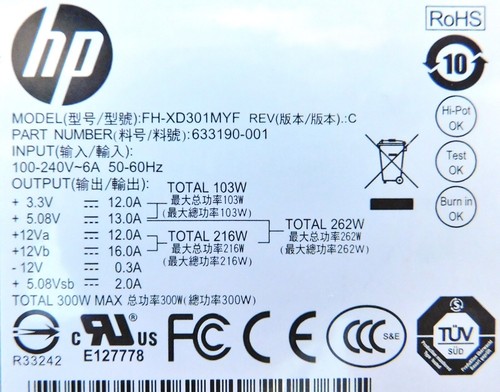 hp
RoHS
10
MODEL(型号/型號):FH-XD301MYF REV(版本/版本).:C
PART NUMBER(料号/料號):633190-001
INPUT(输入/輸入):
100-240V~6A 50-60Hz
OUTPUT(输出/輸出):
+ 3.3V 12.0A
+ 5.08V 13.0A
+12Va 12.0A
+12Vb 16.0A
- 12V 0.3A
+ 5.08Vsb 2.0A
TOTAL 103W
最大总功率103W
(最大總功率103W)
TOTAL 216W
最大总功率216W
(最大總功率216W)
TOTAL 262W
最大总功率262W
(最大總功率262W)
TOTAL 300W MAX 总功率300W(總功率300W)
Hi-Pot
OK
Test
OK
Burn in
OK
R33242
c RU US
E127778
FC CE CCC S&E
TÜV
SÜD